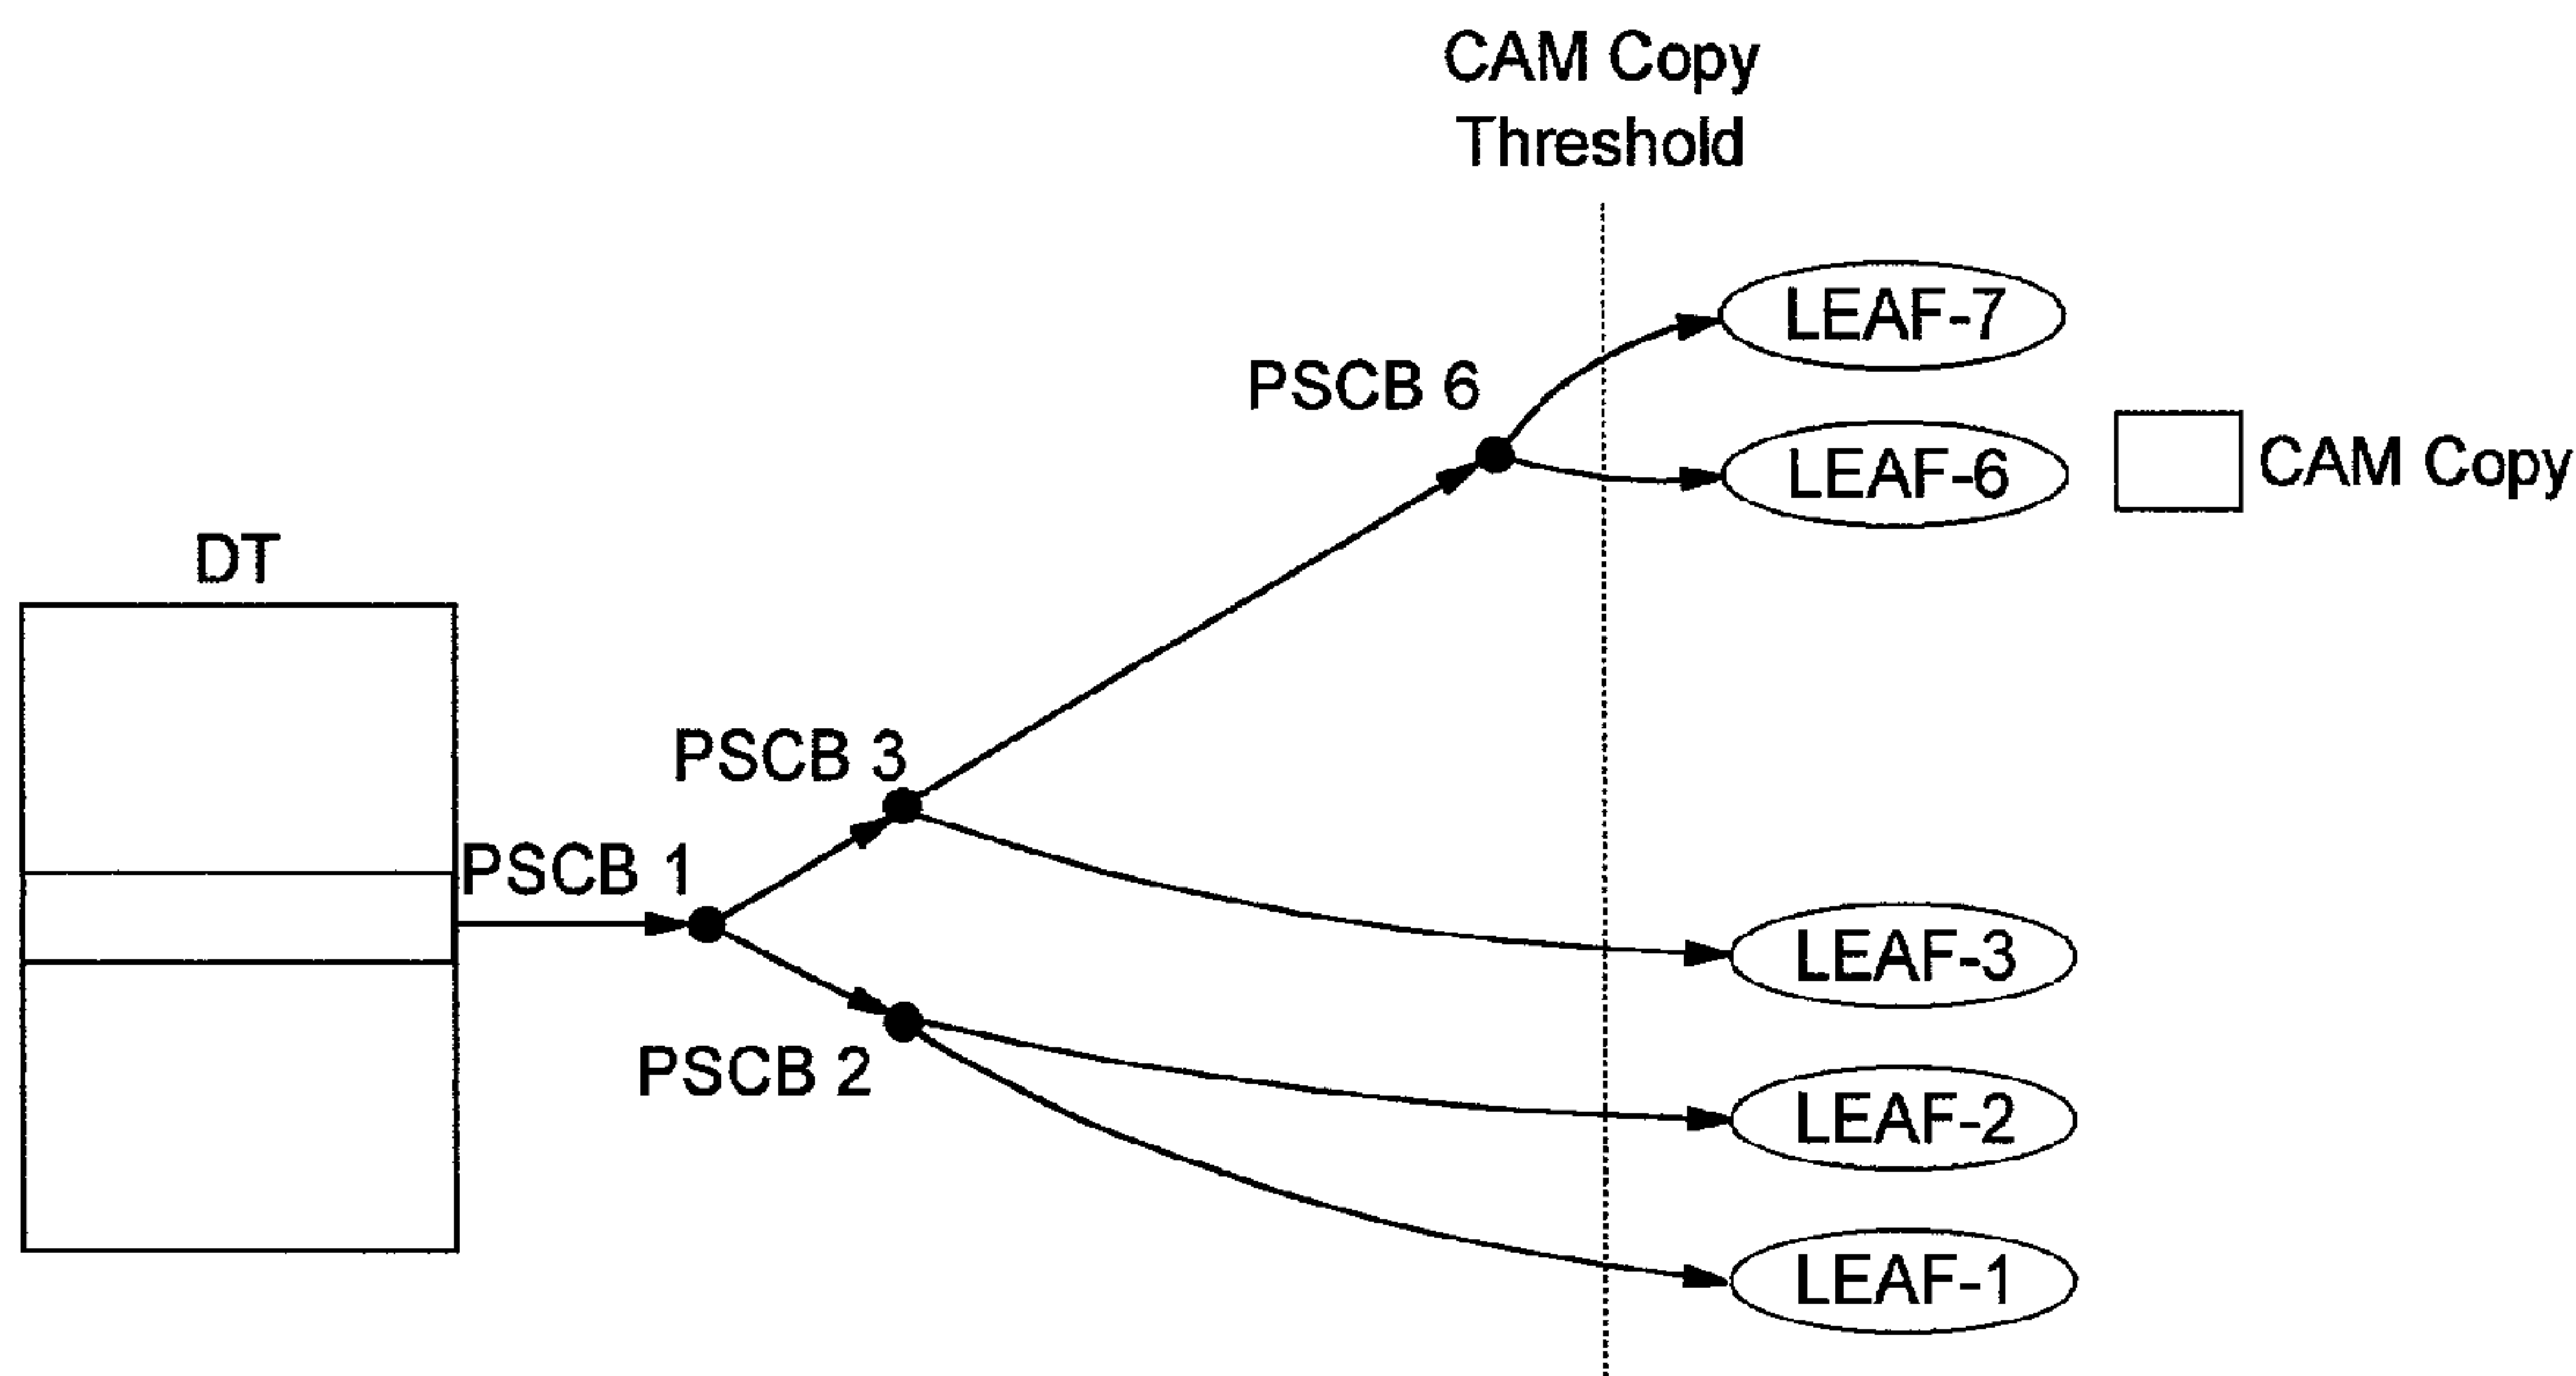 CAM Copy
Threshold
LEAF-7
PSCB 6
LEAF-6
CAM Copy
DT
PSCB 3
PSCB 1
LEAF-3
PSCB 2
LEAF-2
LEAF-1